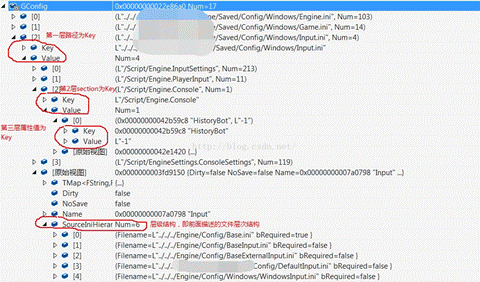 GConfig 0x00000000022e86a0 Num=17
[0] (L"../../ e/Saved/Config/Windows/Engine.ini", Num=103)
[1] (L"../../ e/Saved/Config/Windows/Game.ini", Num=14)
[2] 第一层路径为Key (L"../../ e/Saved/Config/Windows/Input.ini", Num=4)
Key L"../../ /Saved/Config/Windows/Input.ini"
Value Num=4
[0] (L"/Script/Engine.InputSettings", Num=213)
[1] (L"/Script/Engine.PlayerInput", Num=11)
[2] 第2层section为Key (L"/Script/Engine.Console", Num=1)
Key L"/Script/Engine.Console"
Value Num=1
[0] (0x00000000042b59c8 "HistoryBot", L"-1")
第三层属性值为Key
Key 0x00000000042b59c8 "HistoryBot"
Value L"-1"
[原始视图] 0x00000000042e1420 {...}
http://blog.csdn.net/
[3] (L"/Script/EngineSettings.ConsoleSettings", Num=119)
[原始视图] 0x000000003fd9150 {Dirty=false NoSave=false Name=0x00000000007a0798 "Input" ...}
TMap<FString,F {...}
Dirty false
NoSave false
Name 0x00000000007a0798 "Input"
SourceIniHierar Num=6 层级结构，即前面描述的文件层次结构
[0] {Filename=L"../../../Engine/Config/Base.ini" bRequired=true }
[1] {Filename=L"../../../Engine/Config/BaseInput.ini" bRequired=false }
[2] {Filename=L"../../../Engine/Config/BaseExternalInput.ini" bRequired=false }
[3] {Filename=L"../../ /Config/DefaultInput.ini" bRequired=false }
[4] {Filename=L"../../../Engine/Config/Windows/WindowsInput.ini" bRequired=false }